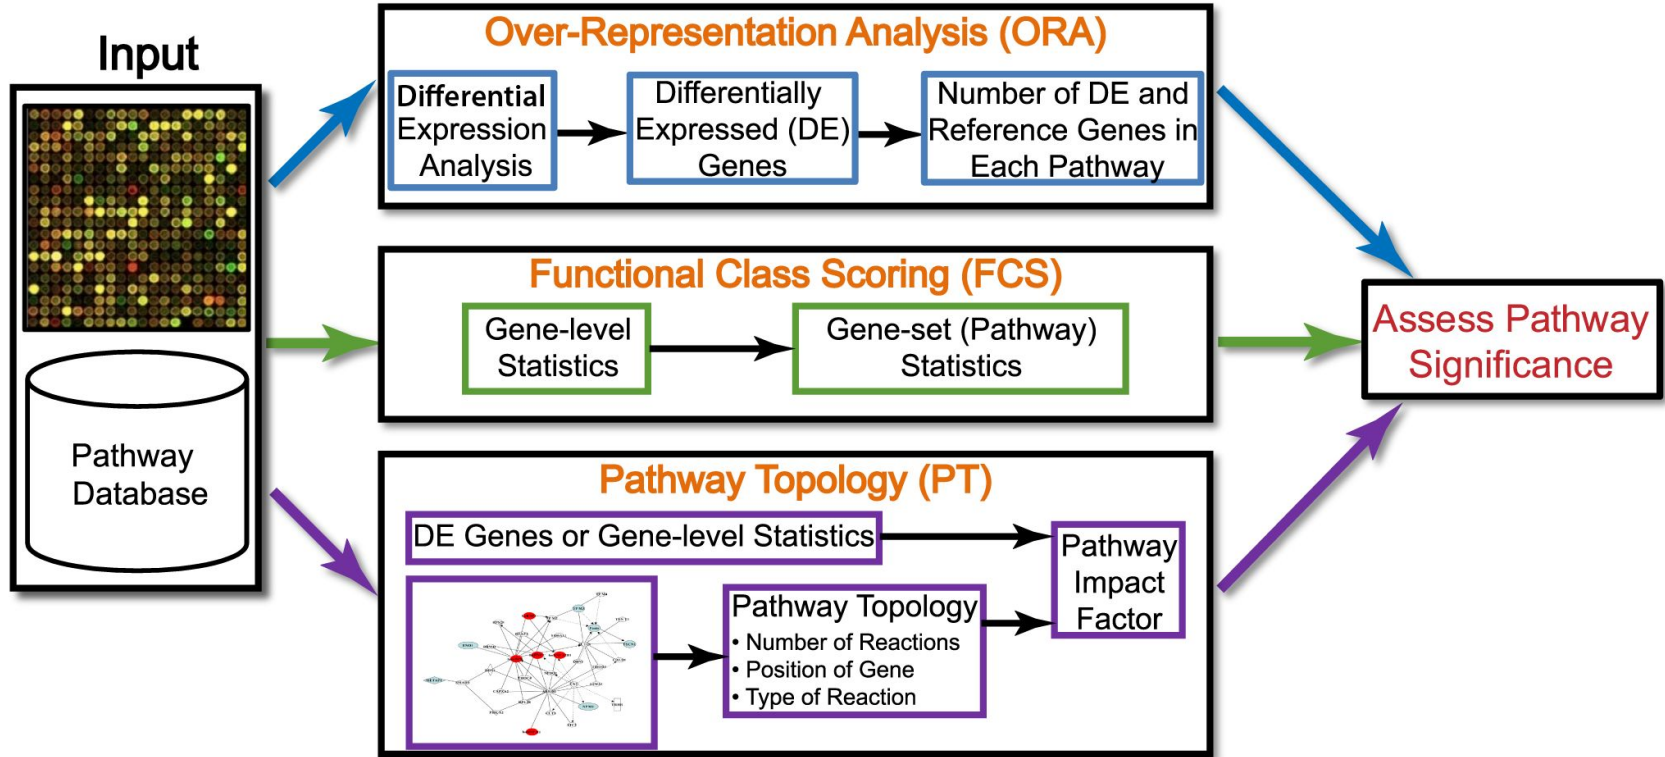 Input
Pathway
Database
Over-Representation Analysis (ORA)
Differential
Expression
Analysis
Differentially
Expressed (DE)
Genes
Number of DE and
Reference Genes in
Each Pathway
Functional Class Scoring (FCS)
Gene-level
Statistics
Gene-set (Pathway)
Statistics
Pathway Topology (PT)
DE Genes or Gene-level Statistics
Pathway Topology
• Number of Reactions
• Position of Gene
• Type of Reaction
Pathway
Impact
Factor
Assess Pathway
Significance